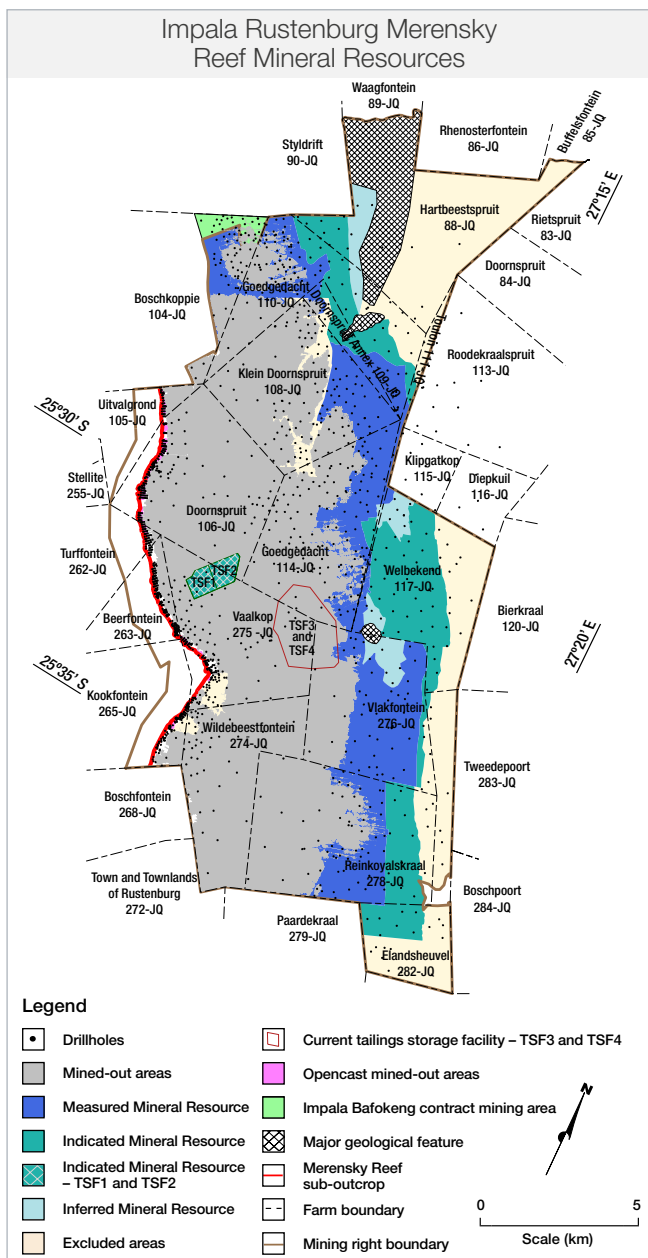 Impala Rustenburg Merensky
Reef Mineral Resources
Waagfontein
89-JQ
Styldrift
90-JQ
Rhenosterfontein
86-JQ
Buffelsfontein
85-JQ
27°15' E
Hartbeestspruit
88-JQ
Rietspruit
83-JQ
Doornspruit
84-JQ
Boschkoppie
104-JQ
Goedgedacht
110-JQ
Doornspruit Annex 109-JQ
Toulon 111-JQ
Roodekraalspruit
113-JQ
Klein Doornspruit
108-JQ
25°30' S
Uitvalgrond
105-JQ
Klipgatkop
115-JQ
Diepkuil
116-JQ
Stellite
255-JQ
Doornspruit
106-JQ
Turffontein
262-JQ
Goedgedacht
114-JQ
Welbekend
117-JQ
TSF1
TSF2
Bierkraal
120-JQ
Beerfontein
263-JQ
Vaalkop
275 -JQ
TSF3
and
TSF4
27°20' E
25°35' S
Kookfontein
265-JQ
Wildebeestfontein
274-JQ
Vlakfontein
276-JQ
Tweedepoort
283-JQ
Boschfontein
268-JQ
Town and Townlands
of Rustenburg
272-JQ
Reinkoyalskraal
278-JQ
Boschpoort
284-JQ
Paardekraal
279-JQ
Elandsheuvel
282-JQ
Legend
Drillholes
Mined-out areas
Measured Mineral Resource
Indicated Mineral Resource
Indicated Mineral Resource
– TSF1 and TSF2
Inferred Mineral Resource
Excluded areas
Current tailings storage facility – TSF3 and TSF4
Opencast mined-out areas
Impala Bafokeng contract mining area
Major geological feature
Merensky Reef
sub-outcrop
Farm boundary
Mining right boundary
N
0 5
Scale (km)